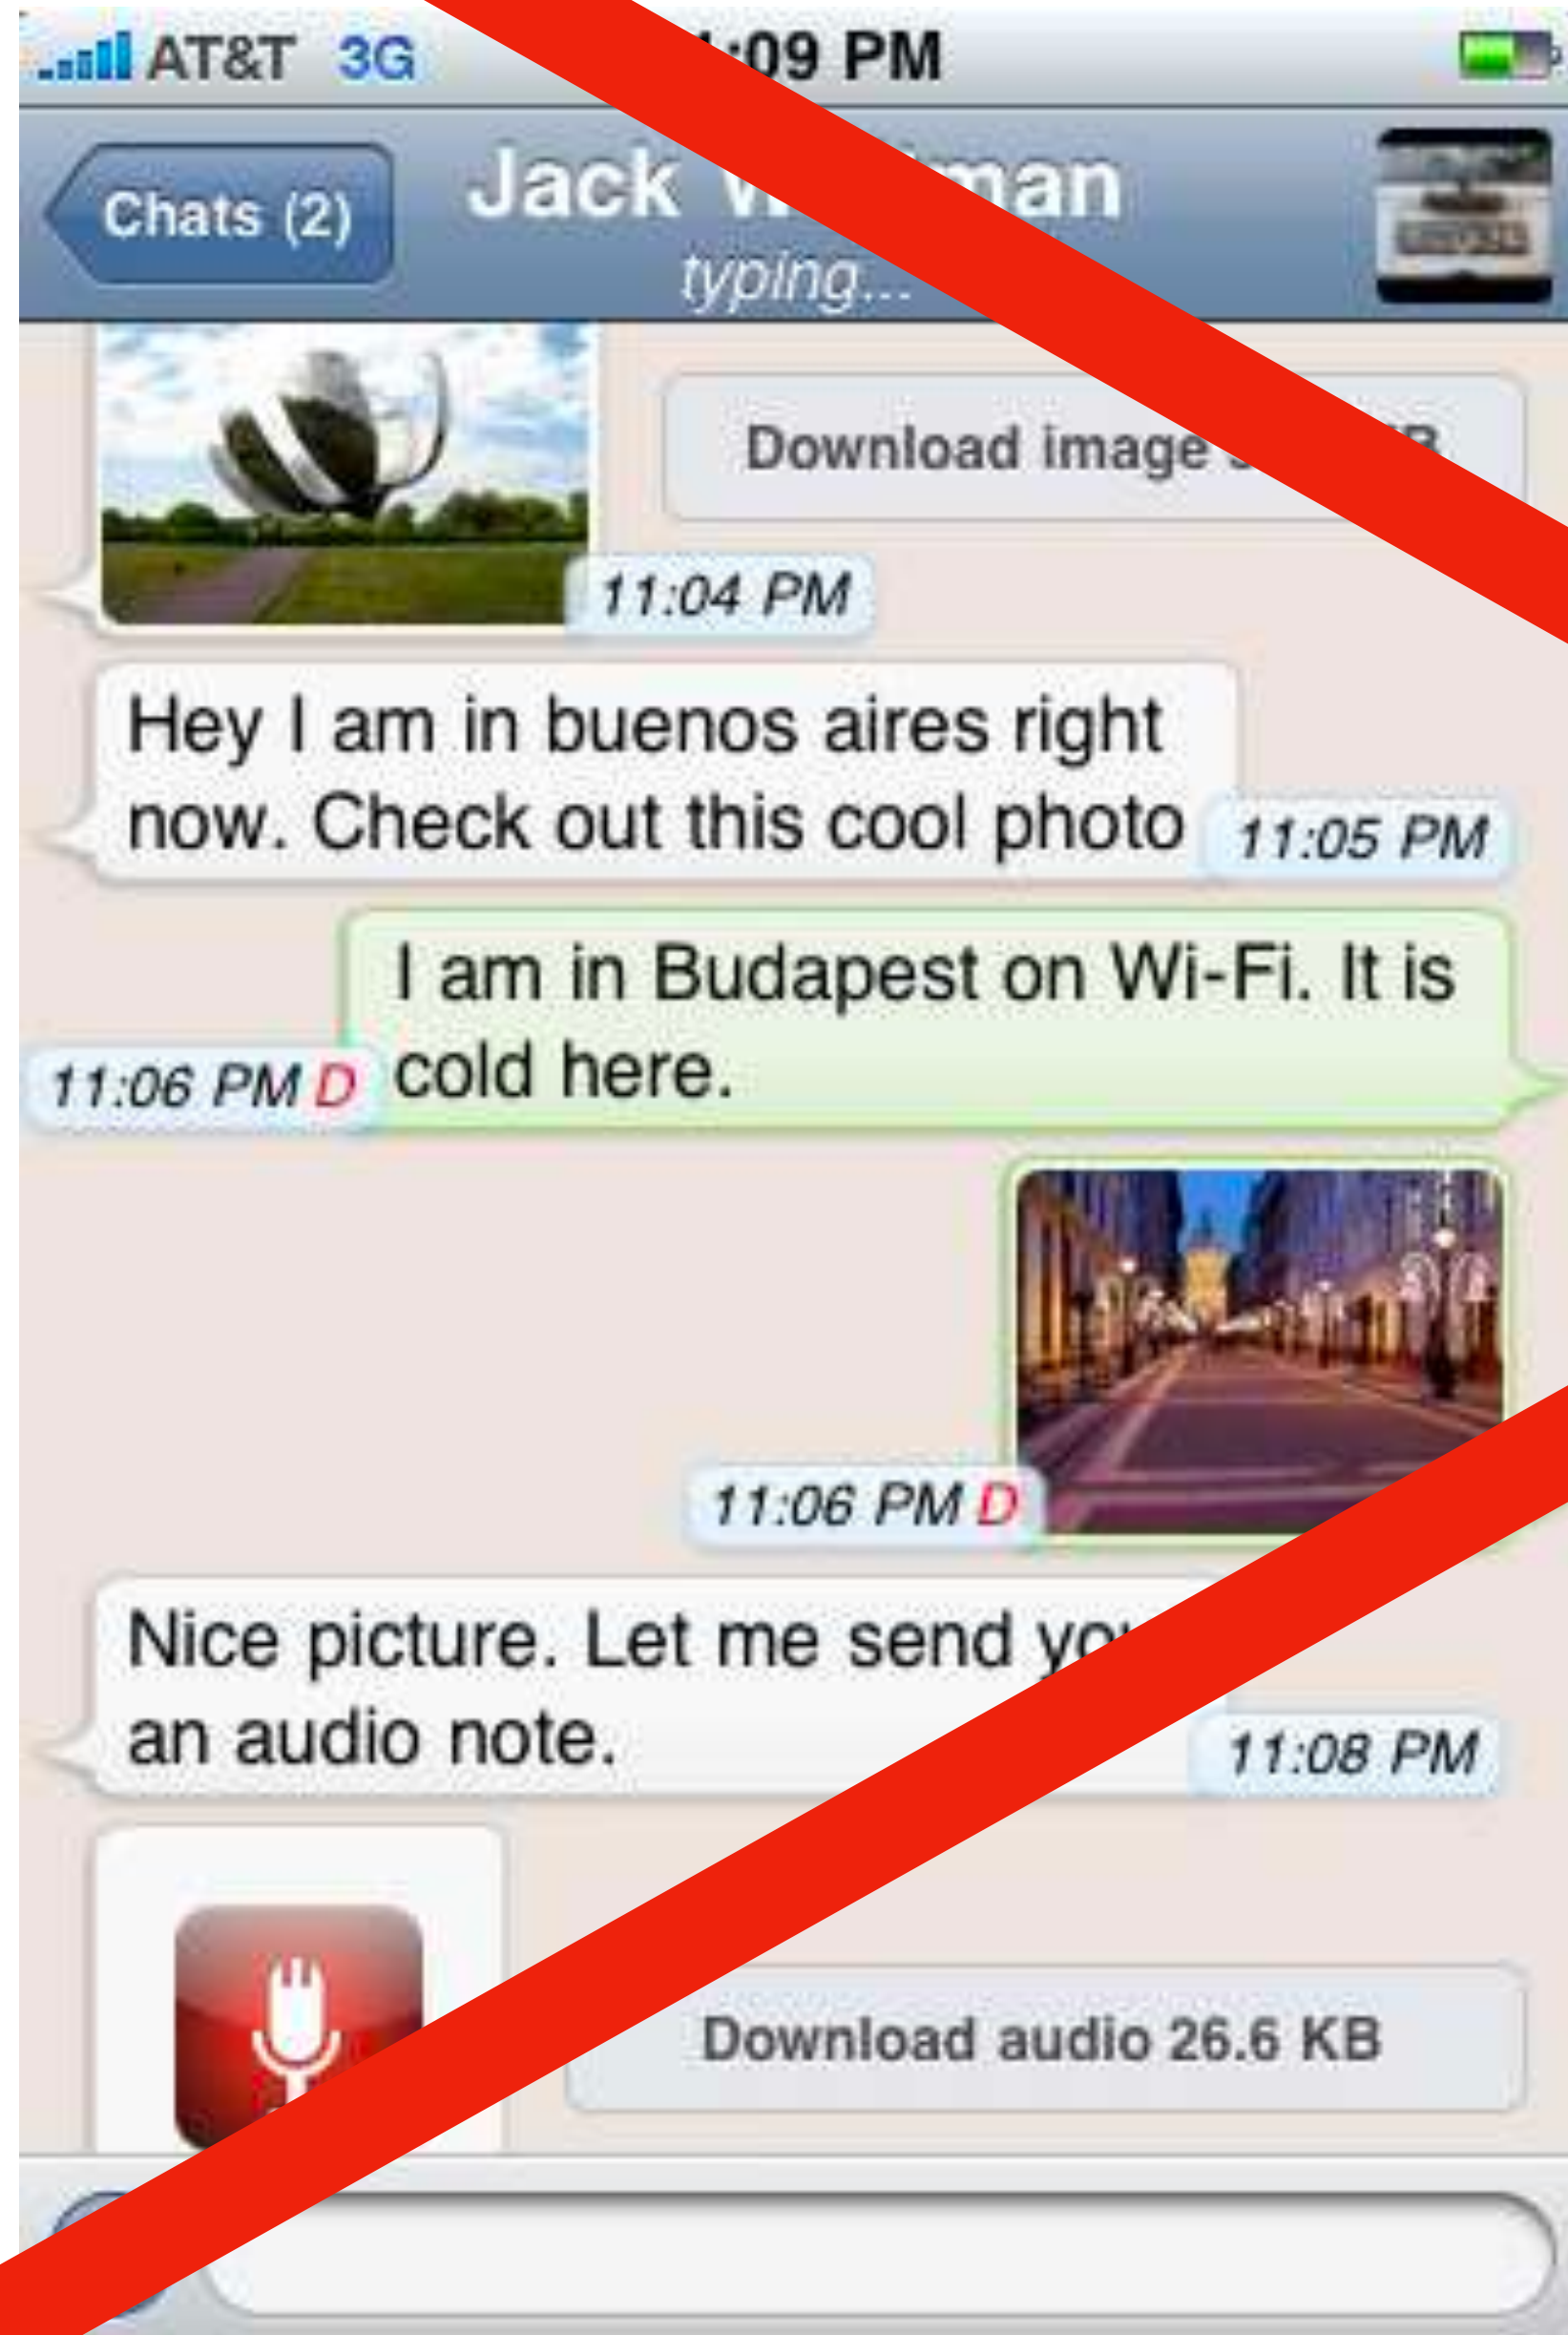 AT&T 3G :09 PM
Chats (2)
Jack
typing...
Download image
11:04 PM
Hey I am in buenos aires right
now. Check out this cool photo
11:05 PM
I am in Budapest on Wi-Fi. It is
cold here.
11:06 PM D
11:06 PM D
Nice picture. Let me send you
an audio note.
11:08 PM
Download audio 26.6 KB